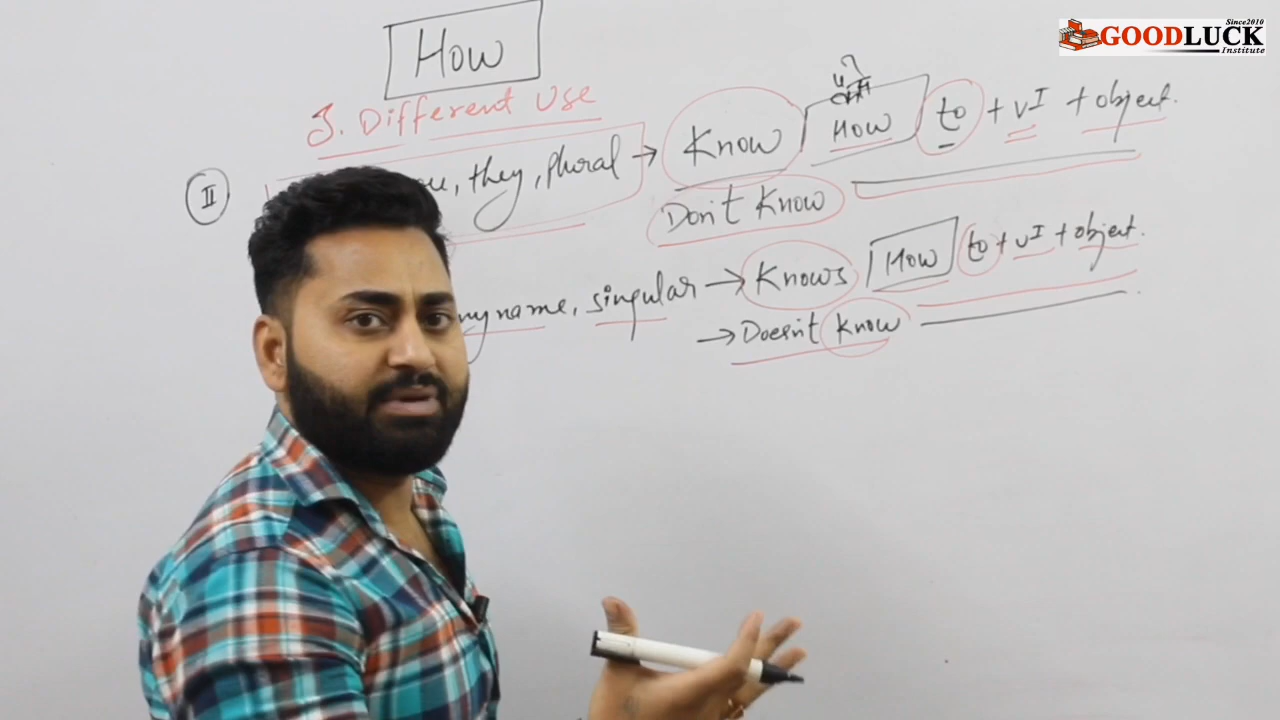 Since2010
GOODLUCK
Institute
How
3. Different Use
II they, plural → Know How to + VI + object.
Don't Know
any name, singular → Knows How to + VI + object.
→ Doesn't Know